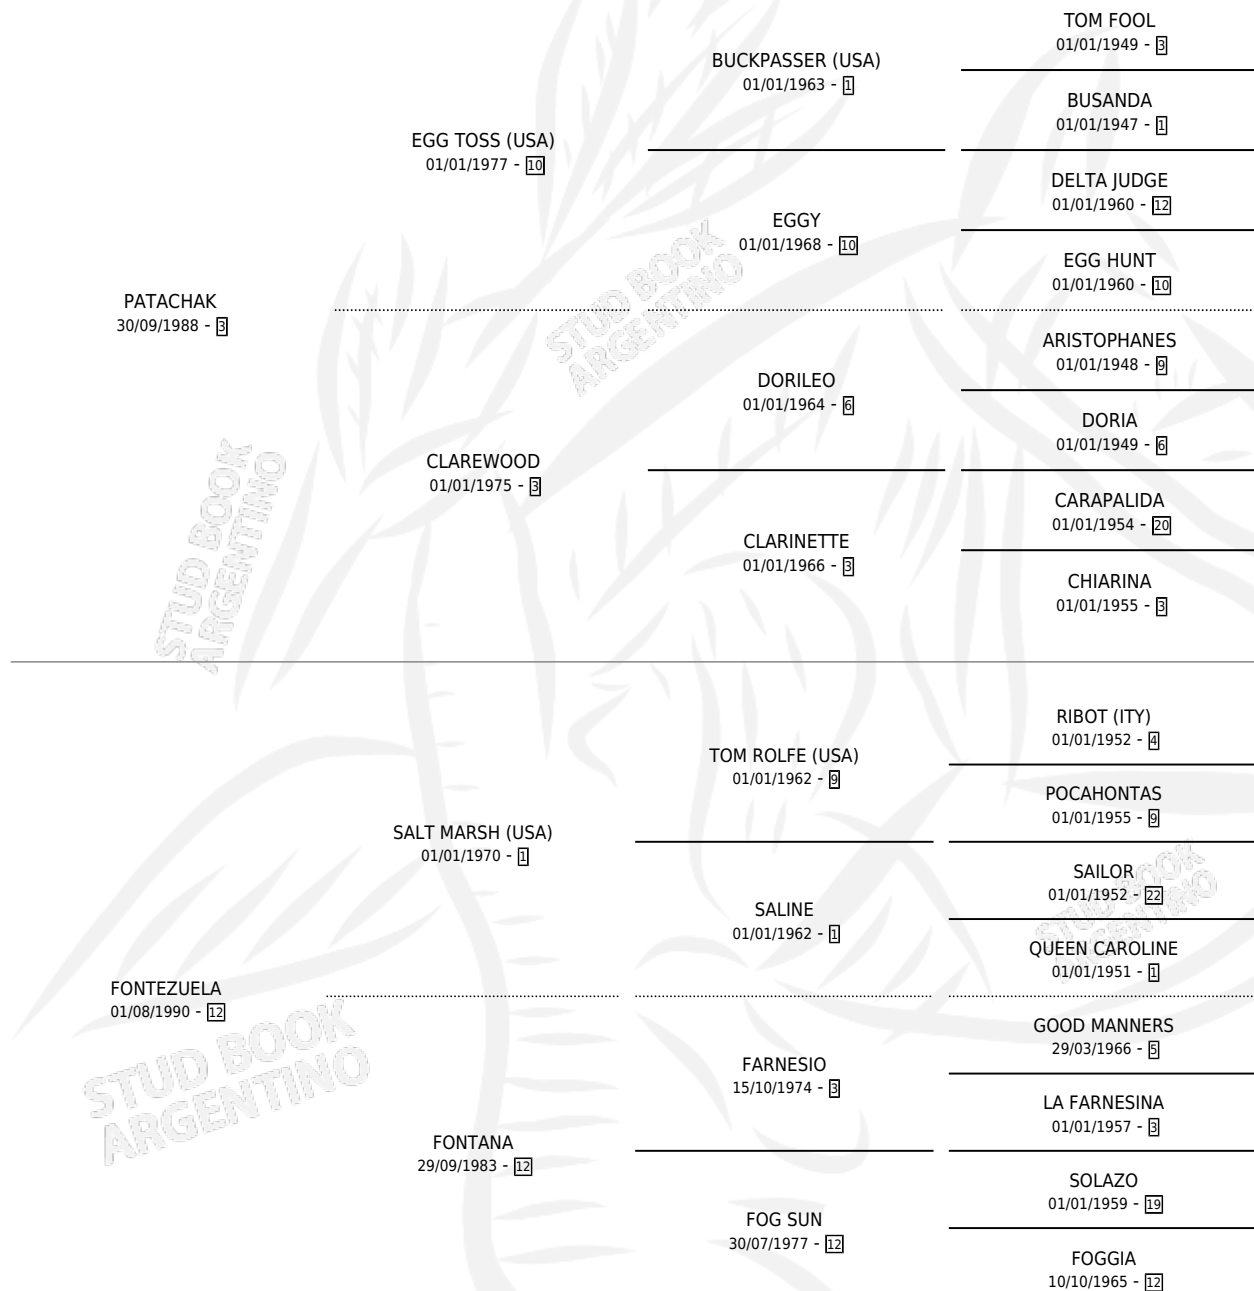 TOM FOOL
01/01/1949 - 3
BUCKPASSER (USA)
01/01/1963 - 1
BUSANDA
01/01/1947 - 1
EGG TOSS (USA)
01/01/1977 - 10
DELTA JUDGE
01/01/1960 - 12
EGGY
01/01/1968 - 10
EGG HUNT
01/01/1960 - 10
PATACHAK
30/09/1988 - 3
ARISTOPHANES
01/01/1948 - 9
DORILEO
01/01/1964 - 6
DORIA
01/01/1949 - 6
CLAREWOOD
01/01/1975 - 3
CARAPALIDA
01/01/1954 - 20
CLARINETTE
01/01/1966 - 3
CHIARINA
01/01/1955 - 3
RIBOT (ITY)
01/01/1952 - 4
TOM ROLFE (USA)
01/01/1962 - 9
POCAHONTAS
01/01/1955 - 9
SALT MARSH (USA)
01/01/1970 - 1
SAILOR
01/01/1952 - 22
SALINE
01/01/1962 - 1
QUEEN CAROLINE
01/01/1951 - 1
FONTEZUELA
01/08/1990 - 12
GOOD MANNERS
29/03/1966 - 5
FARNESIO
15/10/1974 - 3
LA FARNESINA
01/01/1957 - 3
FONTANA
29/09/1983 - 12
SOLAZO
01/01/1959 - 19
FOG SUN
30/07/1977 - 12
FOGGIA
10/10/1965 - 12
STUD BOOK
ARGENTINO
STUD BOOK
ARGENTINO
STUD BOOK
ARGENTINO
STUD BOOK
ARGENTINO